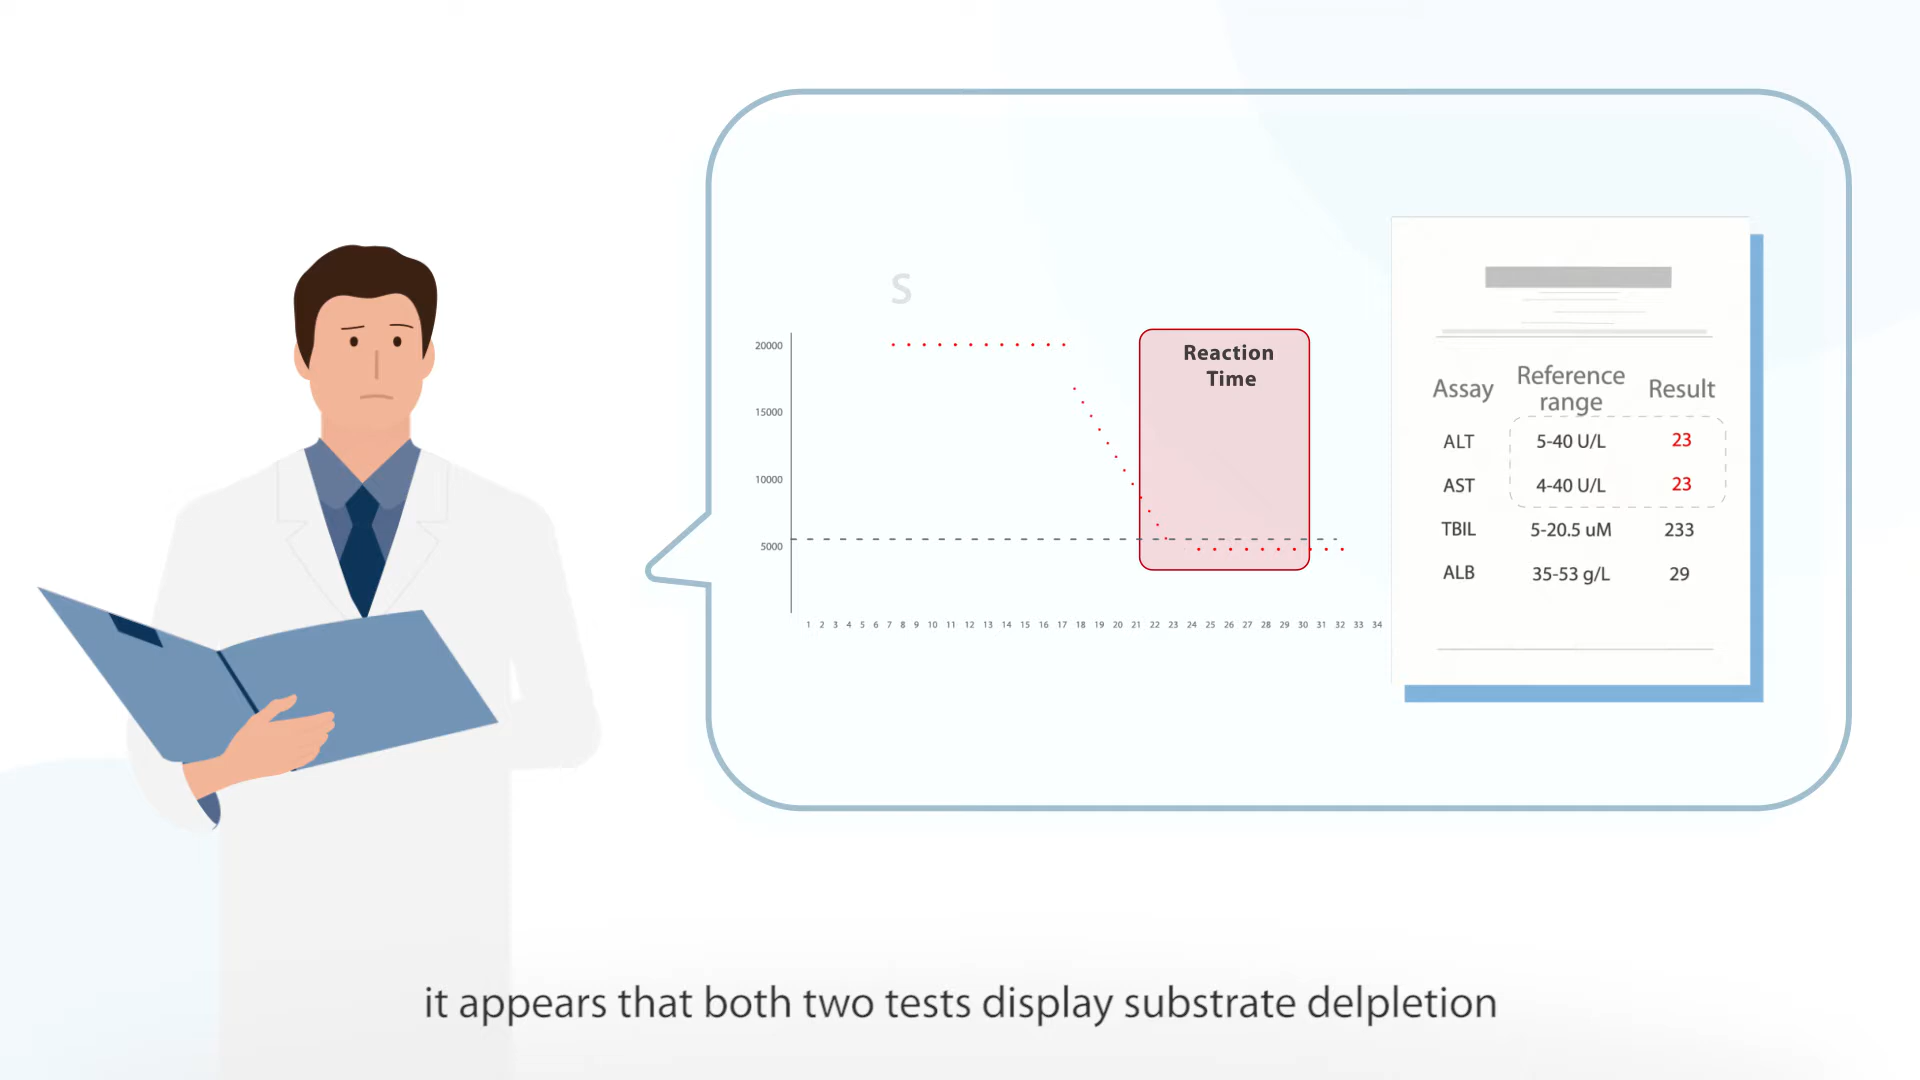 S
Reaction
Time
20000
15000
10000
5000
1 2 3 4 5 6 7 8 9 10 11 12 13 14 15 16 17 18 19 20 21 22 23 24 25 26 27 28 29 30 31 32 33 34
Assay Reference range Result
ALT 5-40 U/L 23
AST 4-40 U/L 23
TBIL 5-20.5 uM 233
ALB 35-53 g/L 29
it appears that both two tests display substrate delpletion